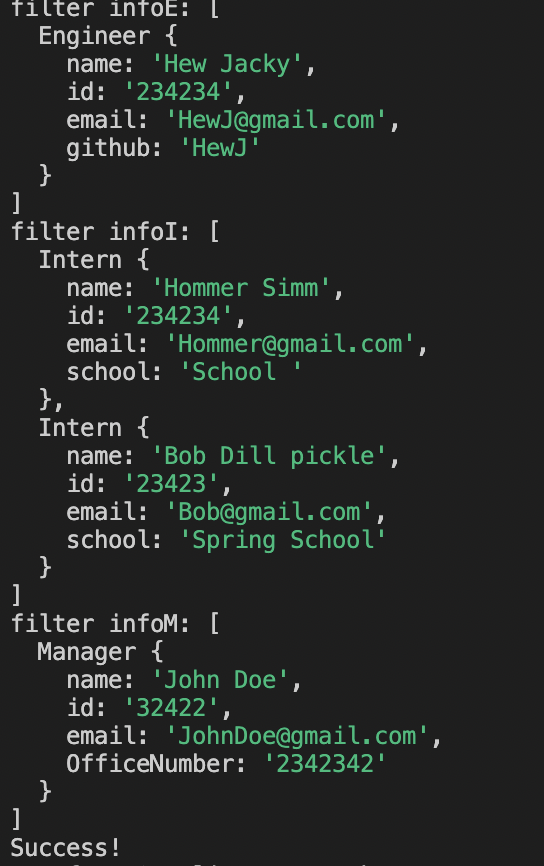 filter infoE: [
  Engineer {
    name: 'Hew Jacky',
    id: '234234',
    email: 'HewJ@gmail.com',
    github: 'HewJ'
  }
]
filter infoI: [
  Intern {
    name: 'Hommer Simm',
    id: '234234',
    email: 'Hommer@gmail.com',
    school: 'School '
  },
  Intern {
    name: 'Bob Dill pickle',
    id: '23423',
    email: 'Bob@gmail.com',
    school: 'Spring School'
  }
]
filter infoM: [
  Manager {
    name: 'John Doe',
    id: '32422',
    email: 'JohnDoe@gmail.com',
    OfficeNumber: '2342342'
  }
]
Success!